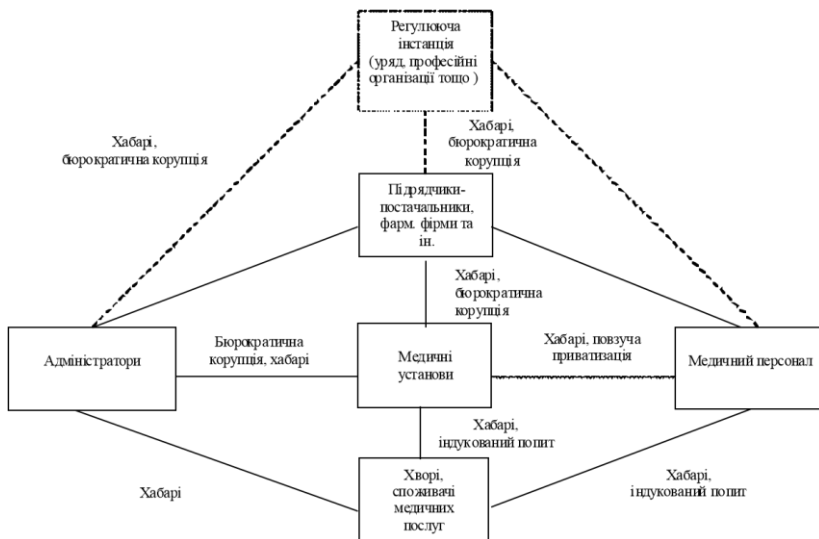 Регулююча
інстанція
(уряд, професійні
організації тощо )
Хабарі,
бюрократична корупція
Хабарі,
бюрократична
корупція
Підрядчики-
постачальники,
фарм. фірми та
ін.
Хабарі,
бюрократична
корупція
Адміністратори
Бюрократична
корупція, хабарі
Медичні
установи
Хабарі, повзуча
приватизація
Медичний персонал
Хабарі,
індукований попит
Хабарі
Хворі,
споживачі
медичних
послуг
Хабарі,
індукований попит